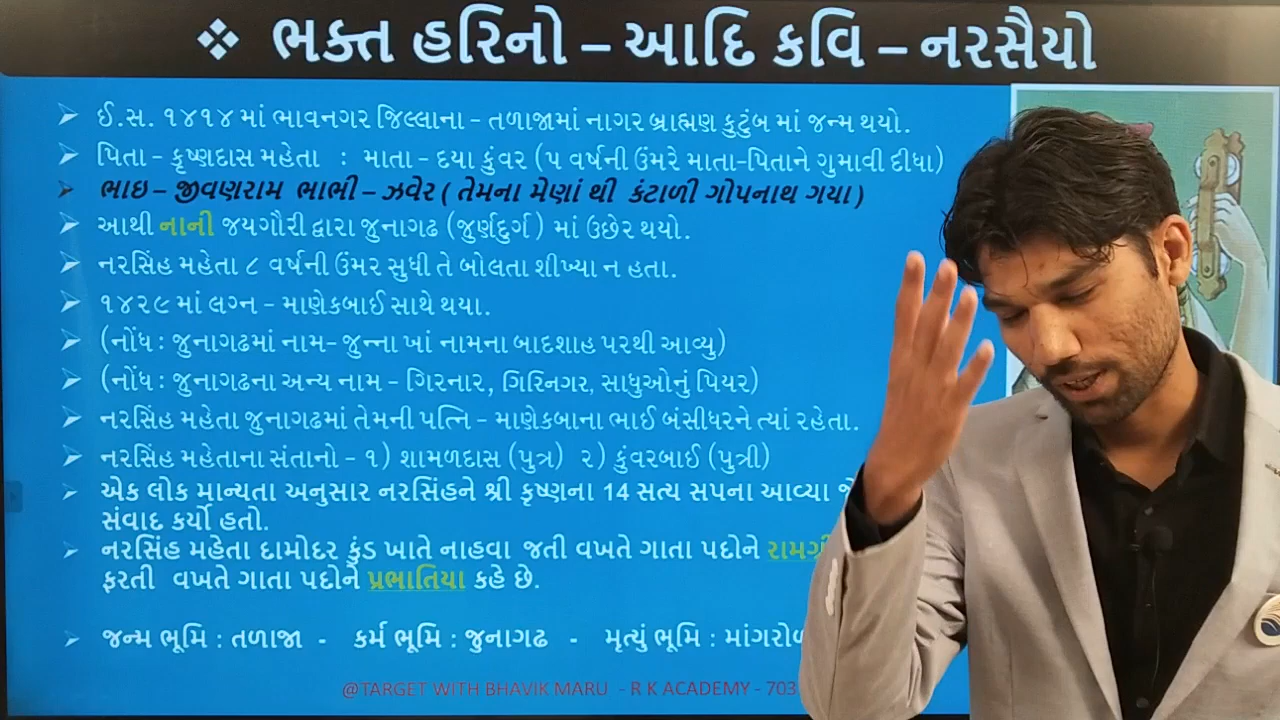 ❖ ભક્ત હરિનો – આદિ કવિ – નરસૈયો
➢ ઈ.સ. ૧૪૧૪ માં ભાવનગર જિલ્લાના – તળાજામાં નાગર બ્રાહ્મણ કુટુંબ માં જન્મ થયો.
➢ પિતા – કૃષ્ણદાસ મહેતા : માતા – દયા કુંવર (૫ વર્ષની ઉંમરે માતા-પિતાને ગુમાવી દીધા)
➢ ભાઇ – જીવણરામ ભાભી – ઝવેર ( તેમના મેણાં થી કંટાળી ગોપનાથ ગયા )
➢ આથી નાની જયગૌરી દ્વારા જુનાગઢ (જુર્ણદુર્ગ ) માં ઉછેર થયો.
➢ નરસિંહ મહેતા ૮ વર્ષની ઉંમર સુધી તે બોલતા શીખ્યા ન હતા.
➢ ૧૪૨૯ માં લગ્ન – માણેકબાઈ સાથે થયા.
➢ (નોંધ : જુનાગઢમાં નામ– જુન્ના ખાં નામના બાદશાહ પરથી આવ્યુ)
➢ (નોંધ : જુનાગઢના અન્ય નામ – ગિરનાર, ગિરિનગર, સાધુઓનું પિયર)
➢ નરસિંહ મહેતા જુનાગઢમાં તેમની પત્નિ – માણેકબાના ભાઈ બંસીધરને ત્યાં રહેતા.
➢ નરસિંહ મહેતાના સંતાનો – ૧) શામળદાસ (પુત્ર) ૨) કુંવરબાઈ (પુત્રી)
➢ એક લોક માન્યતા અનુસાર નરસિંહને શ્રી કૃષ્ણના 14 સત્ય સપના આવ્યા
સંવાદ કર્યો હતો.
➢ નરસિંહ મહેતા દામોદર કુંડ ખાતે નાહવા જતી વખતે ગાતા પદોને
ફરતી વખતે ગાતા પદોને પ્રભાતિયા કહે છે.
➢ જન્મ ભૂમિ : તળાજા - કર્મ ભૂમિ : જુનાગઢ - મૃત્યું ભૂમિ :
@TARGET WITH BHAVIK MARU - R K ACADEMY - 703